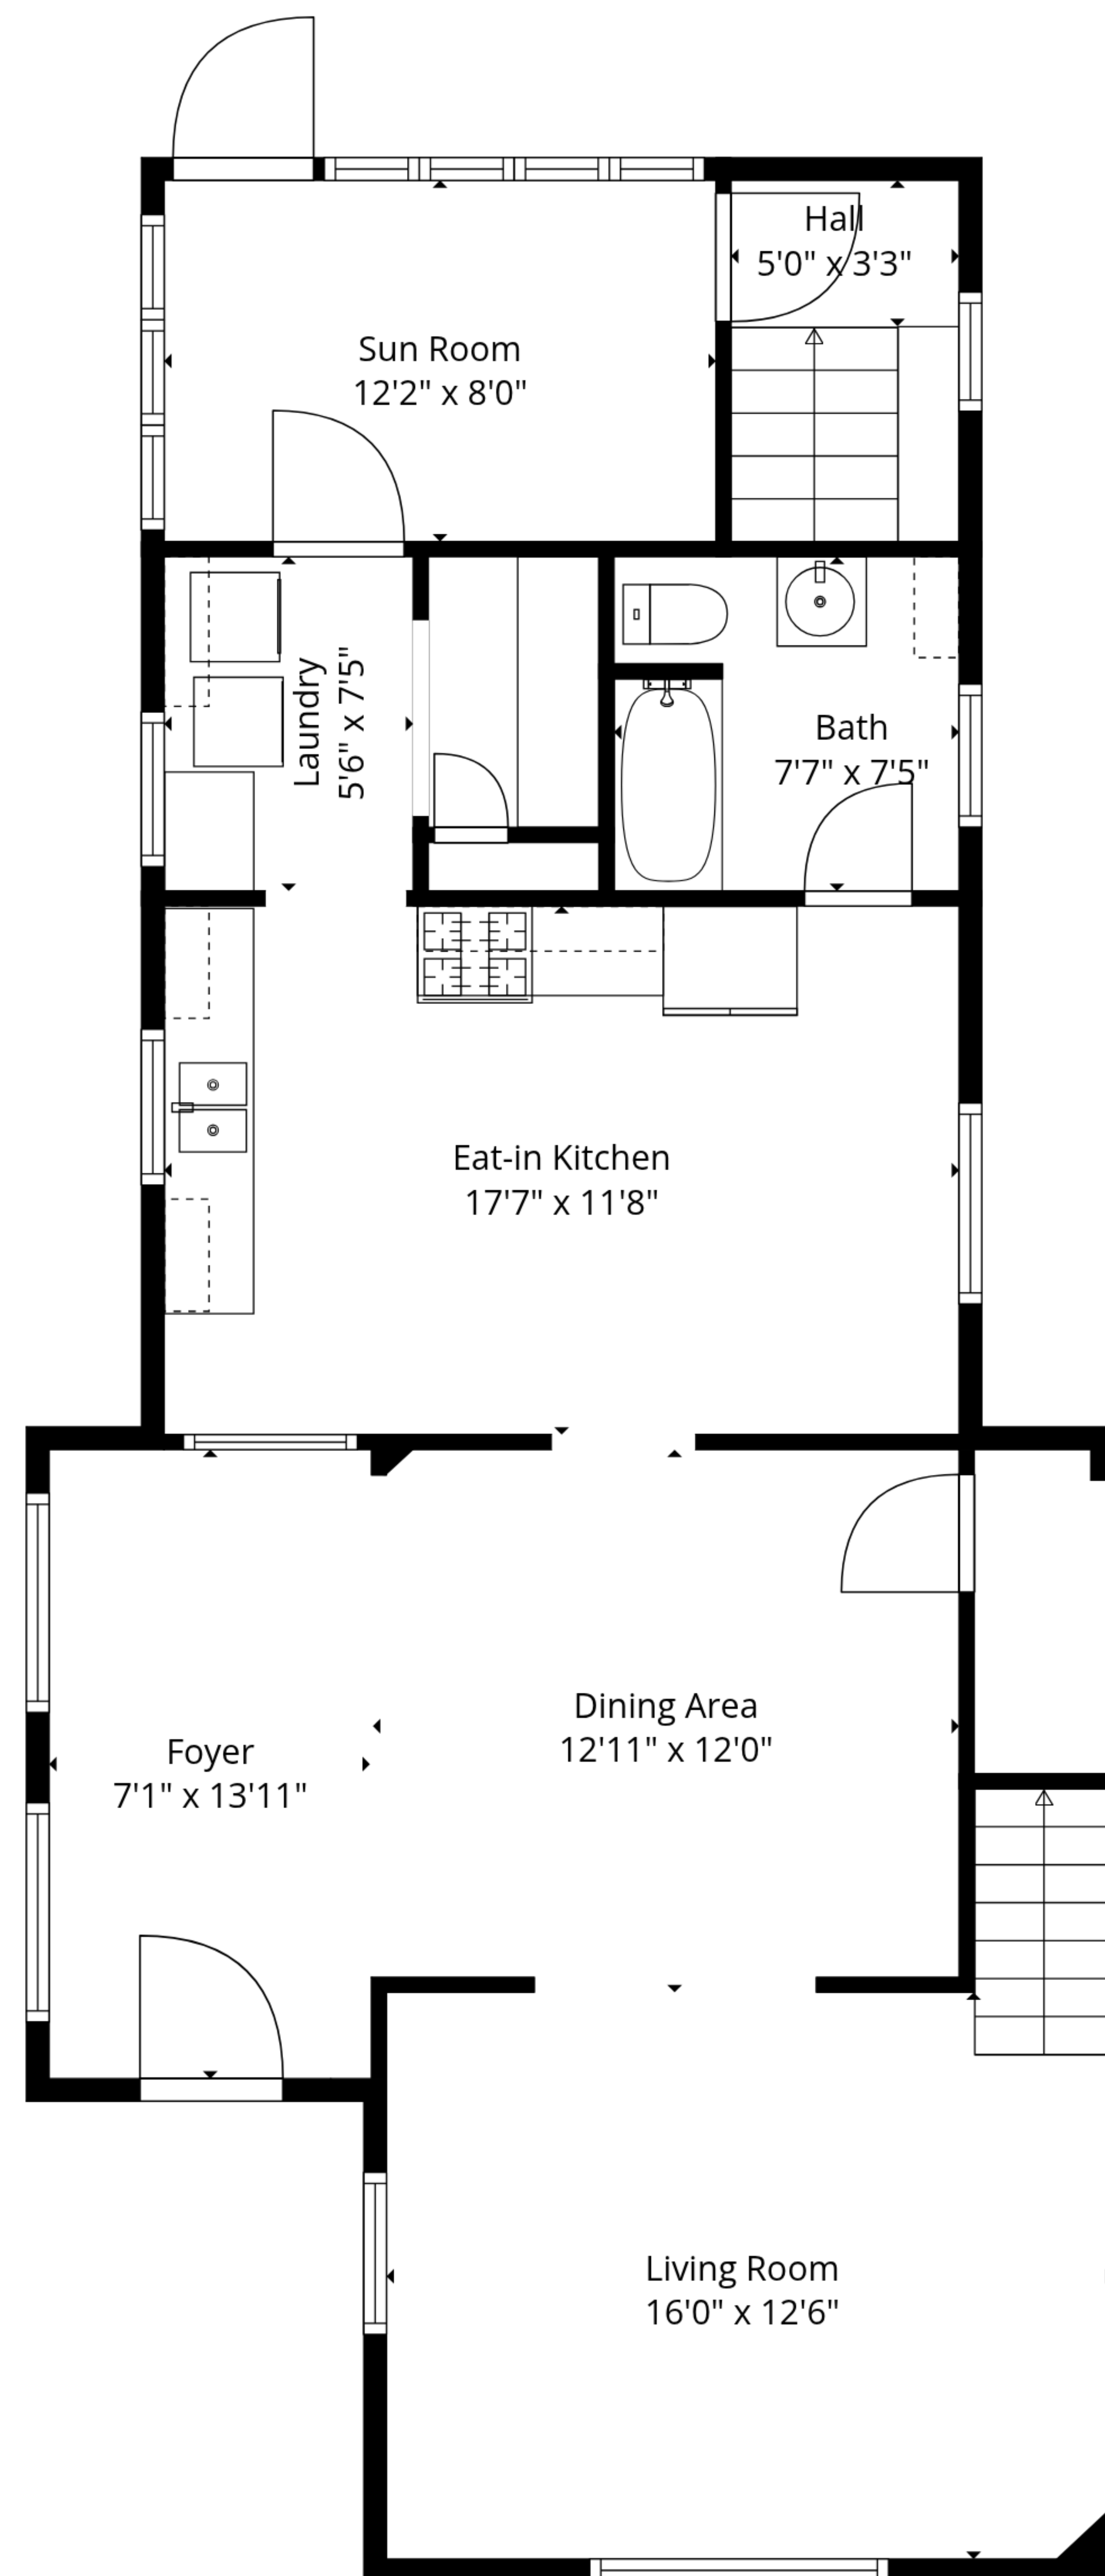 Hall
5'0" x 3'3"
Sun Room
12'2" x 8'0"
Laundry
5'6" x 7'5"
Bath
7'7" x 7'5"
Eat-in Kitchen
17'7" x 11'8"
Dining Area
12'11" x 12'0"
Foyer
7'1" x 13'11"
Living Room
16'0" x 12'6"